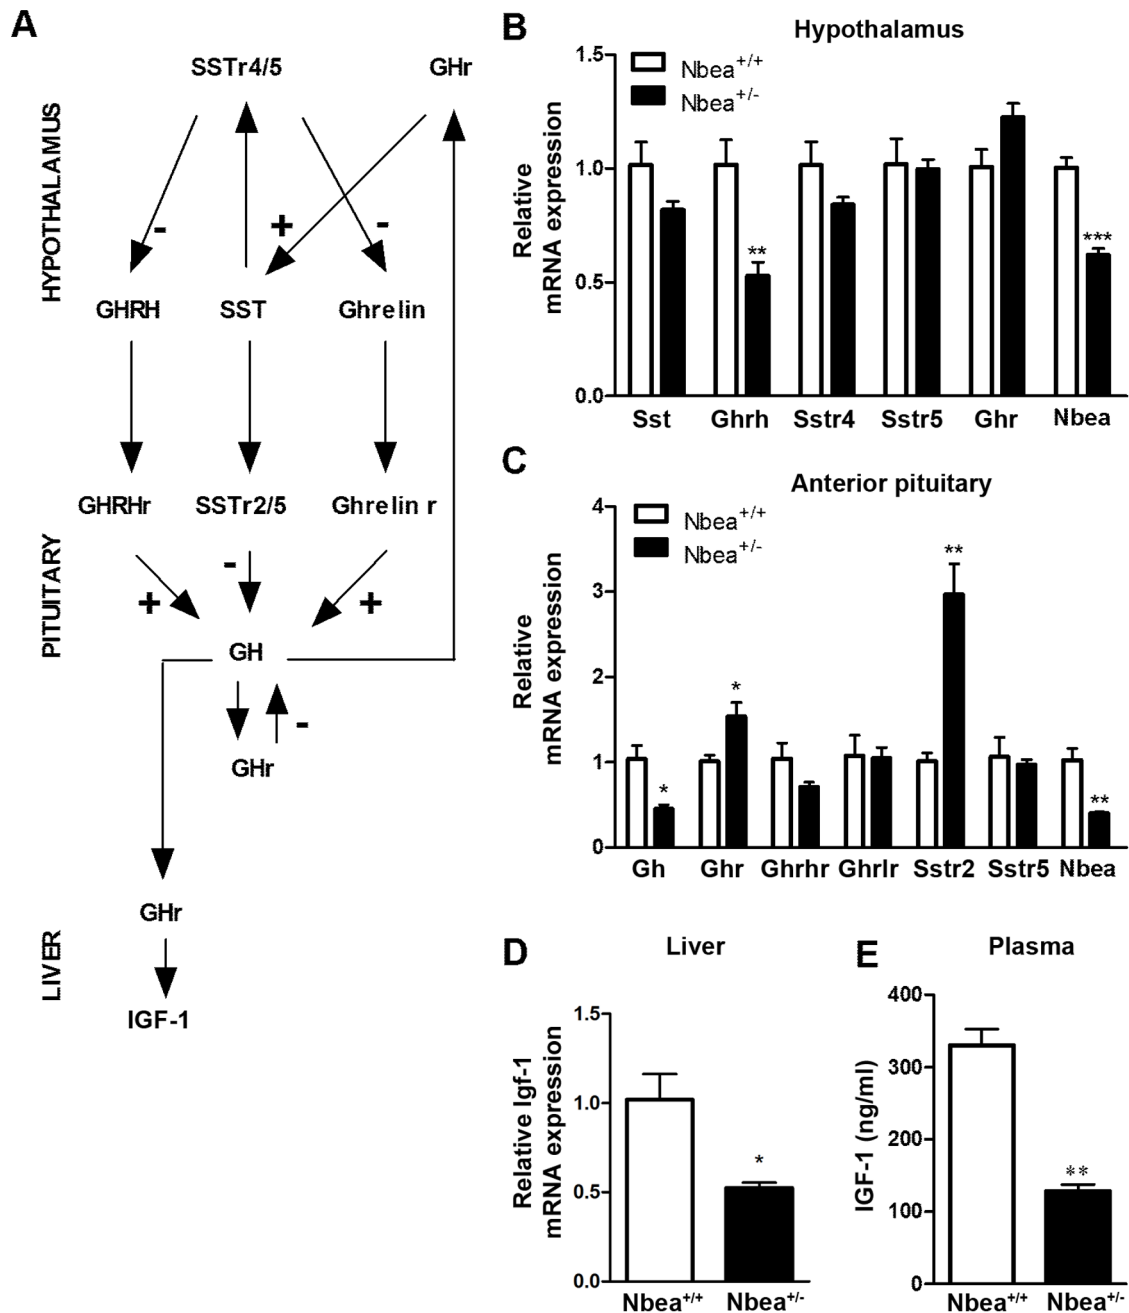 A
HYPOTHALAMUS
SSTr4/5 GHr
- + -
GHRH SST Ghrelin
PITUITARY
GHRHr SSTr2/5 Ghrelin r
+ - +
GH
-
GHr
LIVER
GHr
IGF-1
B
Hypothalamus
Nbea+/+
Nbea+/-
Relative
mRNA expression
1.5
1.0
0.5
0.0
** ***
Sst Ghrh Sstr4 Sstr5 Ghr Nbea
C
Anterior pituitary
Nbea+/+
Nbea+/-
Relative
mRNA expression
4
3
2
1
0
* * ** **
Gh Ghr Ghrhr Ghrlr Sstr2 Sstr5 Nbea
D
Liver
Relative Igf-1
mRNA expression
1.5
1.0
0.5
0.0
*
Nbea+/+ Nbea+/-
E
Plasma
IGF-1 (ng/ml)
400
300
200
100
0
**
Nbea+/+ Nbea+/-